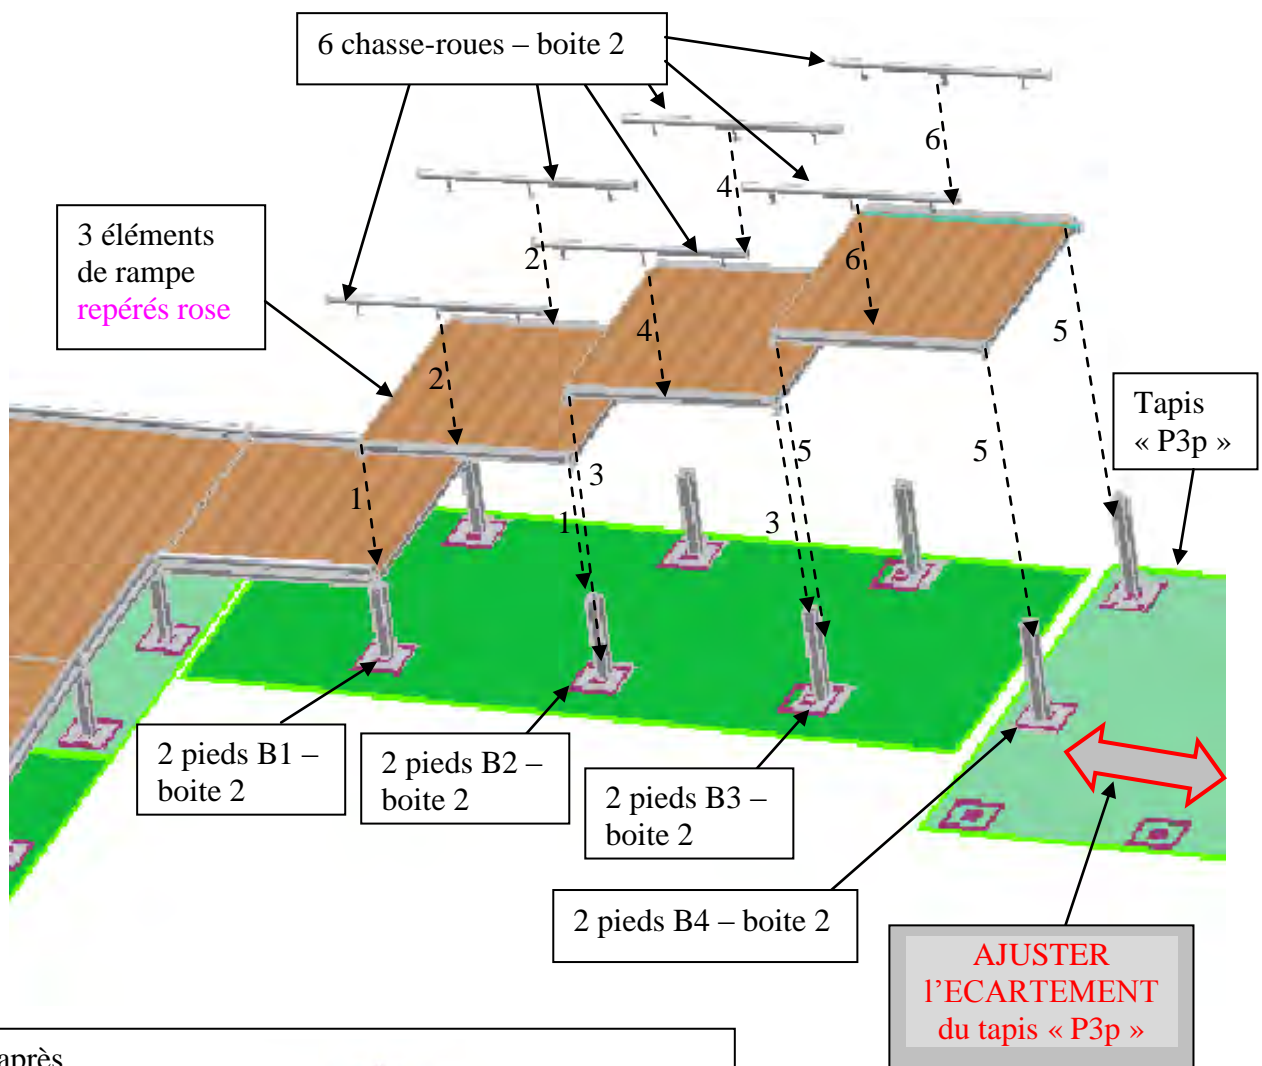 6 chasse-roues – boite 2
6
4
3 éléments
de rampe
repérés rose
2
6
4
5
2
Tapis
« P3p »
3
5
5
1
1
3
2 pieds B1 –
boite 2
2 pieds B2 –
boite 2
2 pieds B3 –
boite 2
2 pieds B4 – boite 2
AJUSTER
l’ECARTEMENT
du tapis « P3p »
après